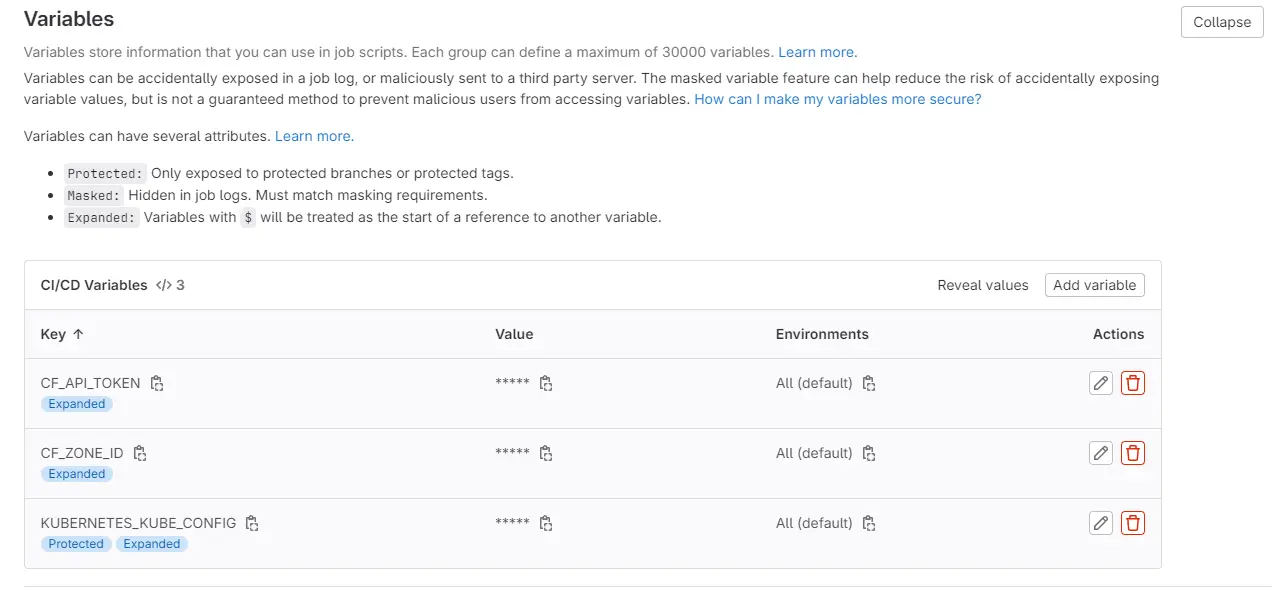 Variables
Collapse
Variables store information that you can use in job scripts. Each group can define a maximum of 30000 variables. Learn more.
Variables can be accidentally exposed in a job log, or maliciously sent to a third party server. The masked variable feature can help reduce the risk of accidentally exposing
variable values, but is not a guaranteed method to prevent malicious users from accessing variables. How can I make my variables more secure?
Variables can have several attributes. Learn more.
Protected: Only exposed to protected branches or protected tags.
Masked: Hidden in job logs. Must match masking requirements.
Expanded: Variables with $ will be treated as the start of a reference to another variable.
CI/CD Variables </> 3 Reveal values Add variable
Key ↑ Value Environments Actions
CF_API_TOKEN ***** All (default)
Expanded
CF_ZONE_ID ***** All (default)
Expanded
KUBERNETES_KUBE_CONFIG ***** All (default)
Protected Expanded